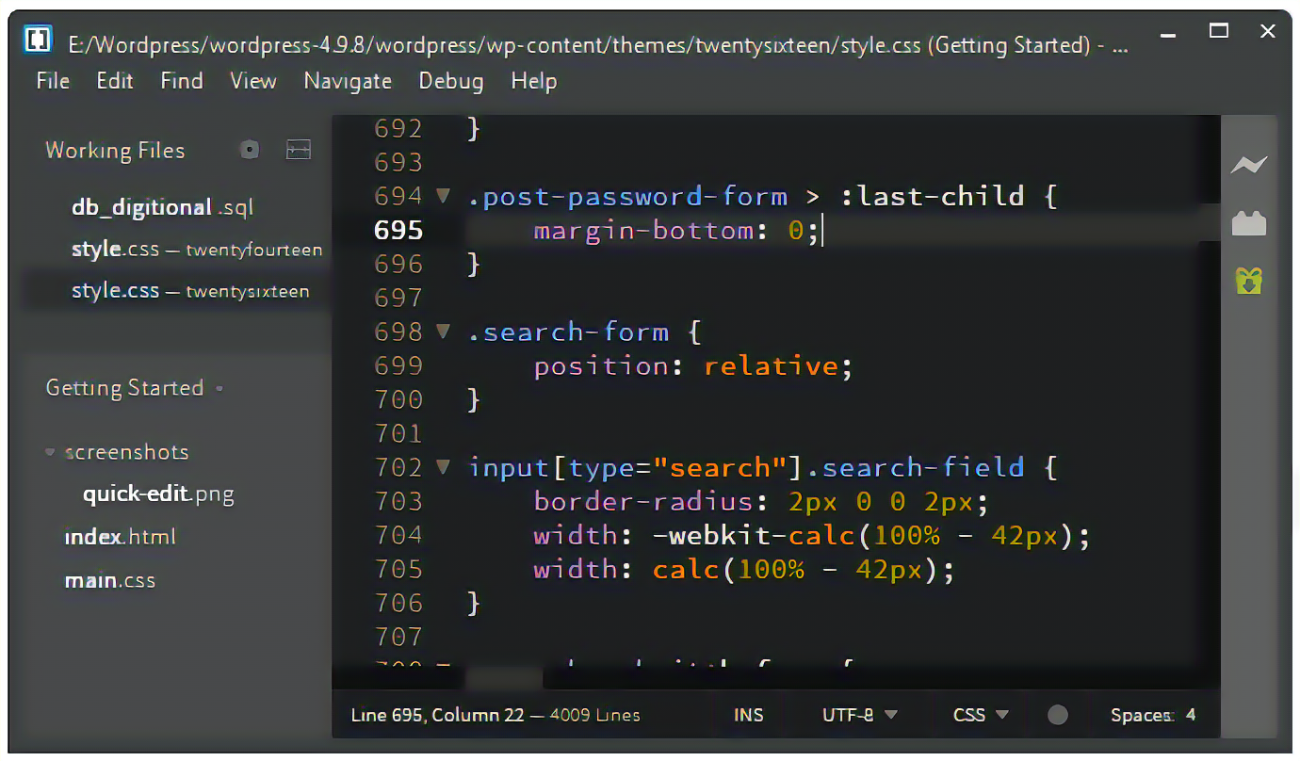 E:/Wordpress/wordpress-4.9.8/wordpress/wp-content/themes/twentysixteen/style.css (Getting Started) - ...
File Edit Find View Navigate Debug Help
Working Files
db_digitional .sql
style.css — twentyfourteen
style.css — twentysixteen
Getting Started
screenshots
quick-edit.png
index.html
main.css
692 }
693
694 .post-password-form > :last-child {
695     margin-bottom: 0;
696 }
697
698 .search-form {
699     position: relative;
700 }
701
702 input[type="search"].search-field {
703     border-radius: 2px 0 0 2px;
704     width: -webkit-calc(100% - 42px);
705     width: calc(100% - 42px);
706 }
707
Line 695, Column 22 — 4009 Lines INS UTF-8 CSS Spaces: 4